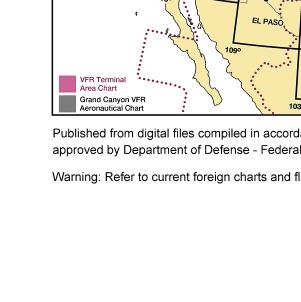 EL PASO
109°
VFR Terminal
Area Chart
Grand Canyon VFR
Aeronautical Chart
103
Published from digital files compiled in accord
approved by Department of Defense - Federal
Warning: Refer to current foreign charts and fl